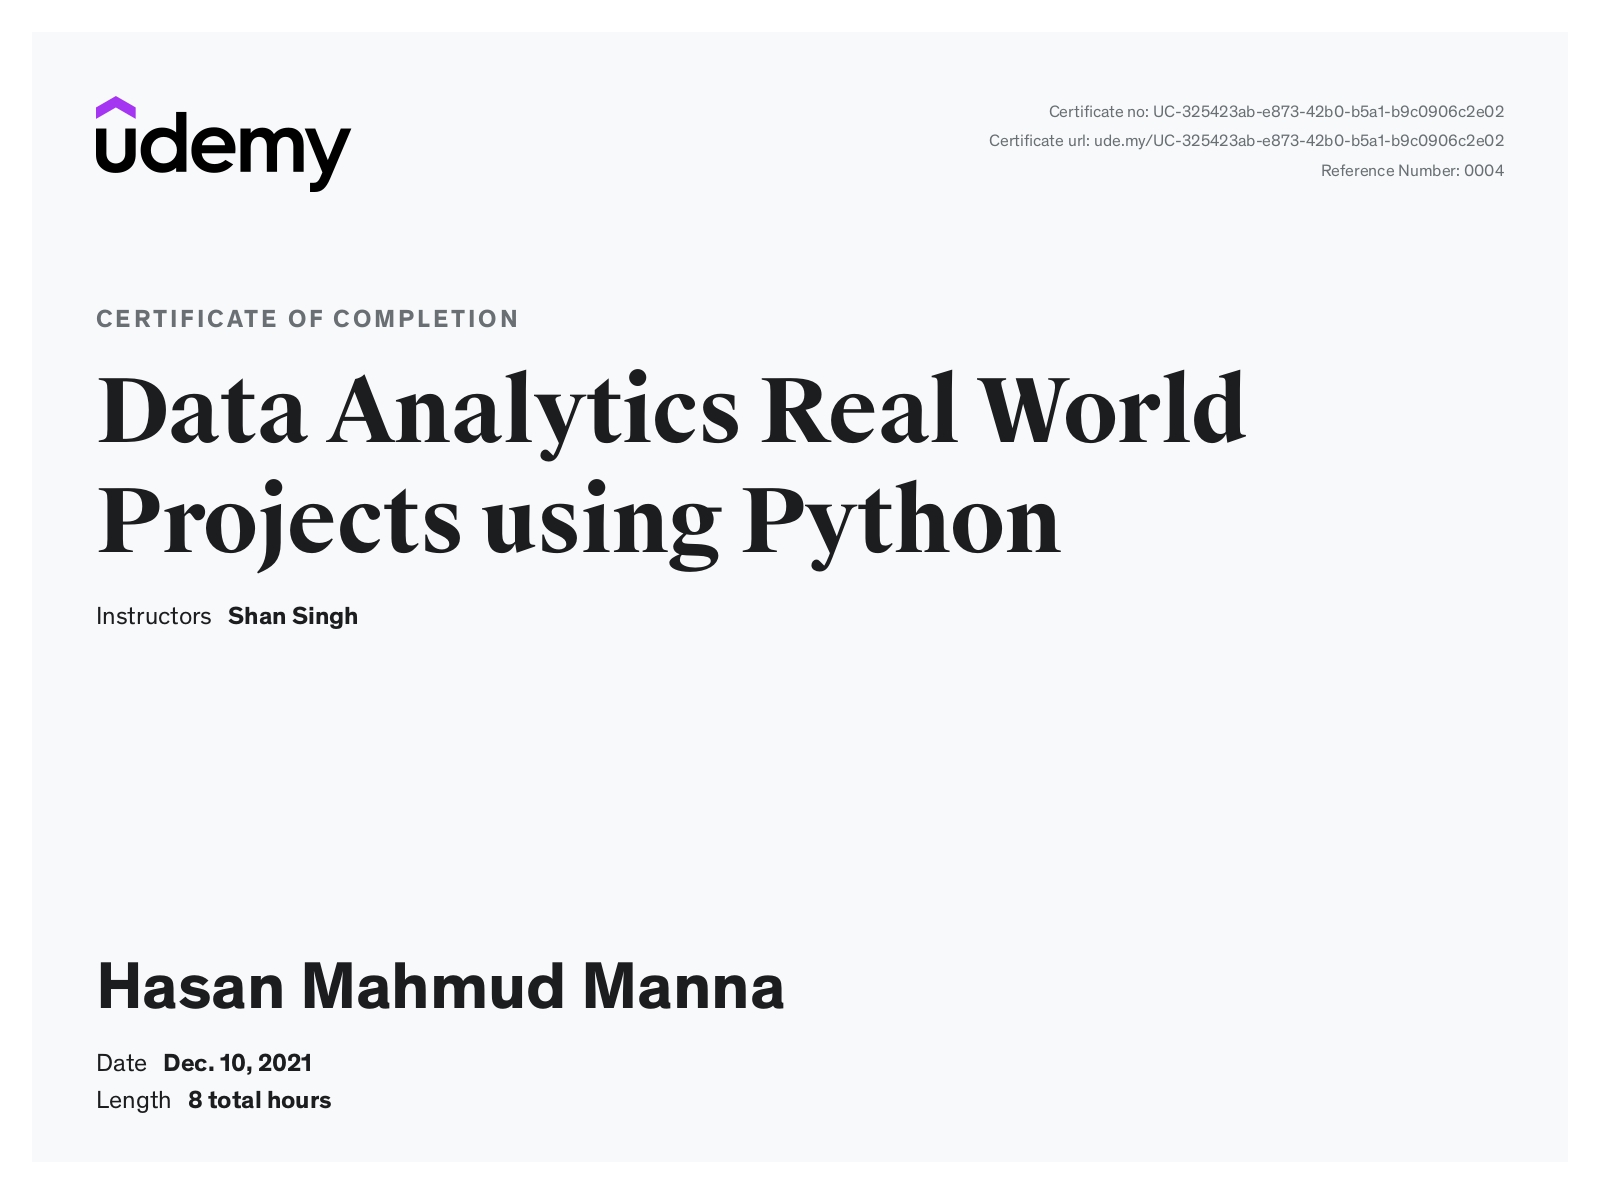 udemy
Certificate no: UC-325423ab-e873-42b0-b5a1-b9c0906c2e02
Certificate url: ude.my/UC-325423ab-e873-42b0-b5a1-b9c0906c2e02
Reference Number: 0004
CERTIFICATE OF COMPLETION
Data Analytics Real World
Projects using Python
Instructors Shan Singh
Hasan Mahmud Manna
Date Dec. 10, 2021
Length 8 total hours